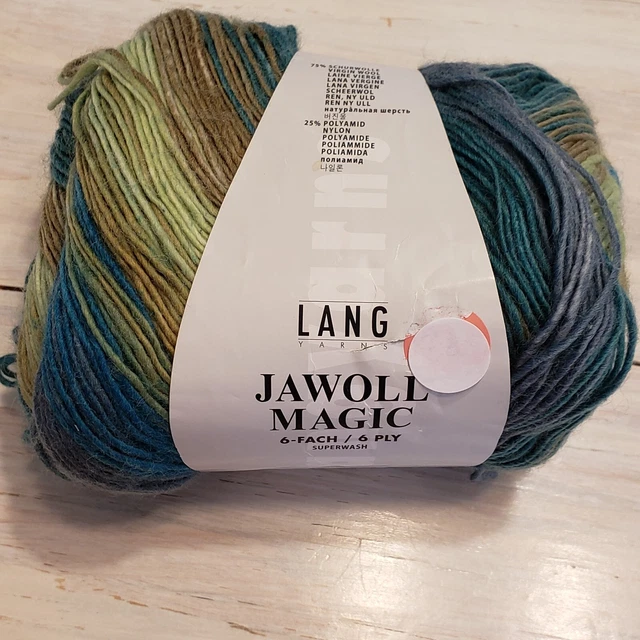 75% SCHURWOLLE
VIRGIN WOOL
LAINE VIERGE
LANA VERGINE
LANA VIRGEN
SCHEERWOL
REN, NY ULD
REN NY ULL
натуральная шерсть
버진울
25% POLYAMID
NYLON
POLYAMIDE
POLIAMMIDE
POLIAMIDA
полиамид
나일론
LANG
YARNS
JAWOLL
MAGIC
6-FACH / 6 PLY
SUPERWASH